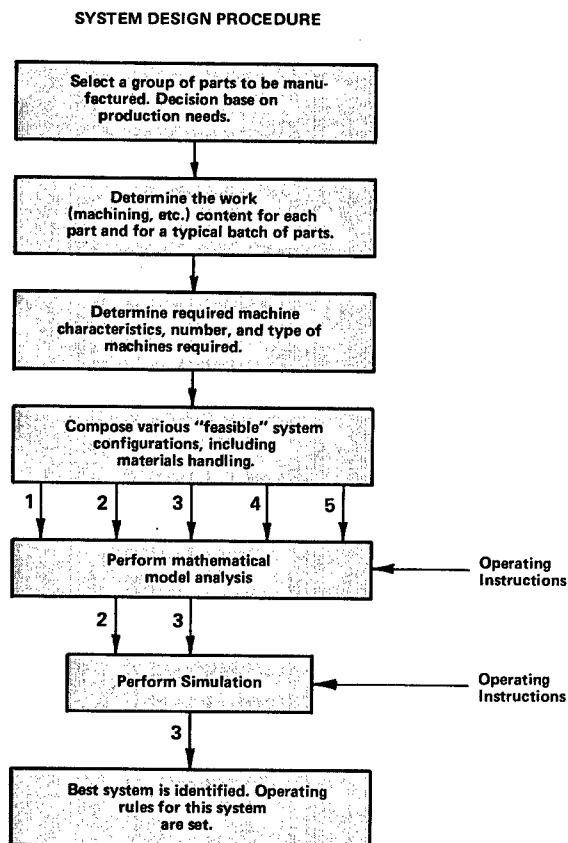 SYSTEM DESIGN PROCEDURE
Select a group of parts to be manu-
factured. Decision base on
production needs.
Determine the work
(machining, etc.) content for each
part and for a typical batch of parts.
Determine required machine
characteristics, number, and type of
machines required.
Compose various "feasible" system
configurations, including
materials handling.
1 2 3 4 5
Perform mathematical
model analysis
Operating
Instructions
2 3
Perform Simulation
Operating
Instructions
3
Best system is identified. Operating
rules for this system
are set.